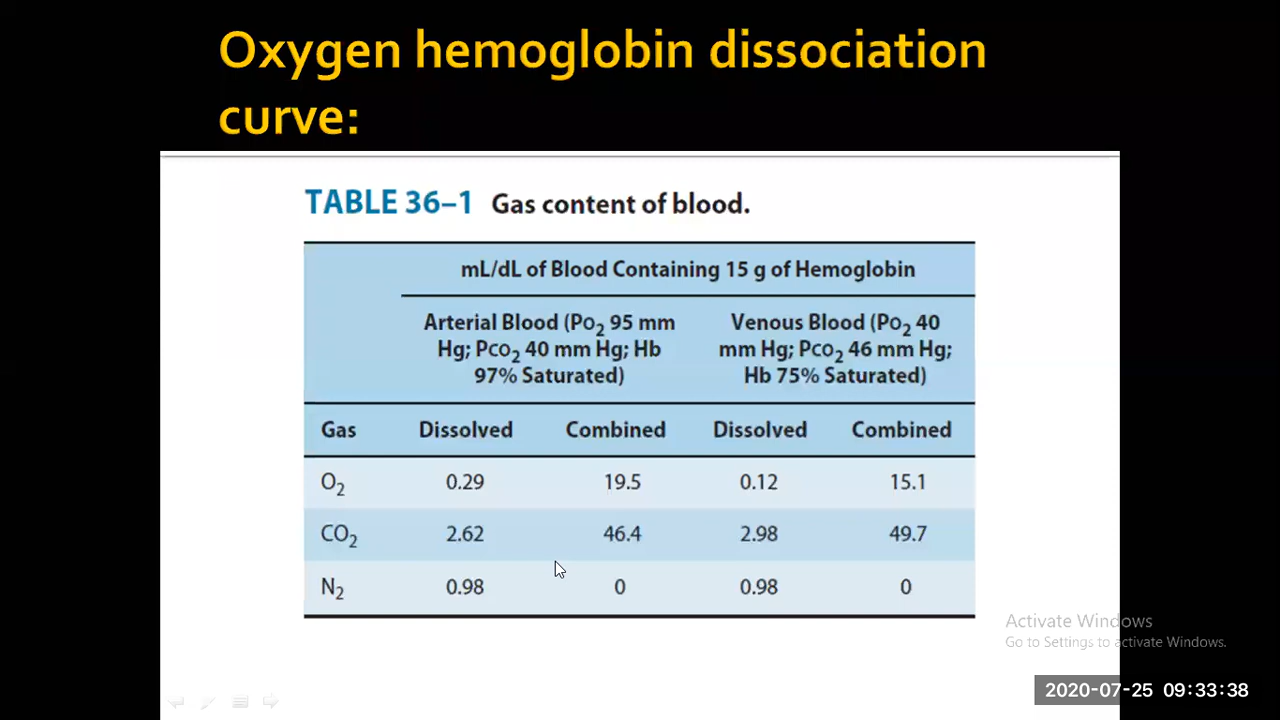 Oxygen hemoglobin dissociation
curve:
TABLE 36–1 Gas content of blood.
mL/dL of Blood Containing 15 g of Hemoglobin
Arterial Blood (PO2 95 mm Venous Blood (PO2 40
Hg; PCO2 40 mm Hg; Hb mm Hg; PCO2 46 mm Hg;
97% Saturated) Hb 75% Saturated)
Gas Dissolved Combined Dissolved Combined
O2 0.29 19.5 0.12 15.1
CO2 2.62 46.4 2.98 49.7
N2 0.98 0 0.98 0
Activate Windows
Go to Settings to activate Windows.
2020-07-25 09:33:38